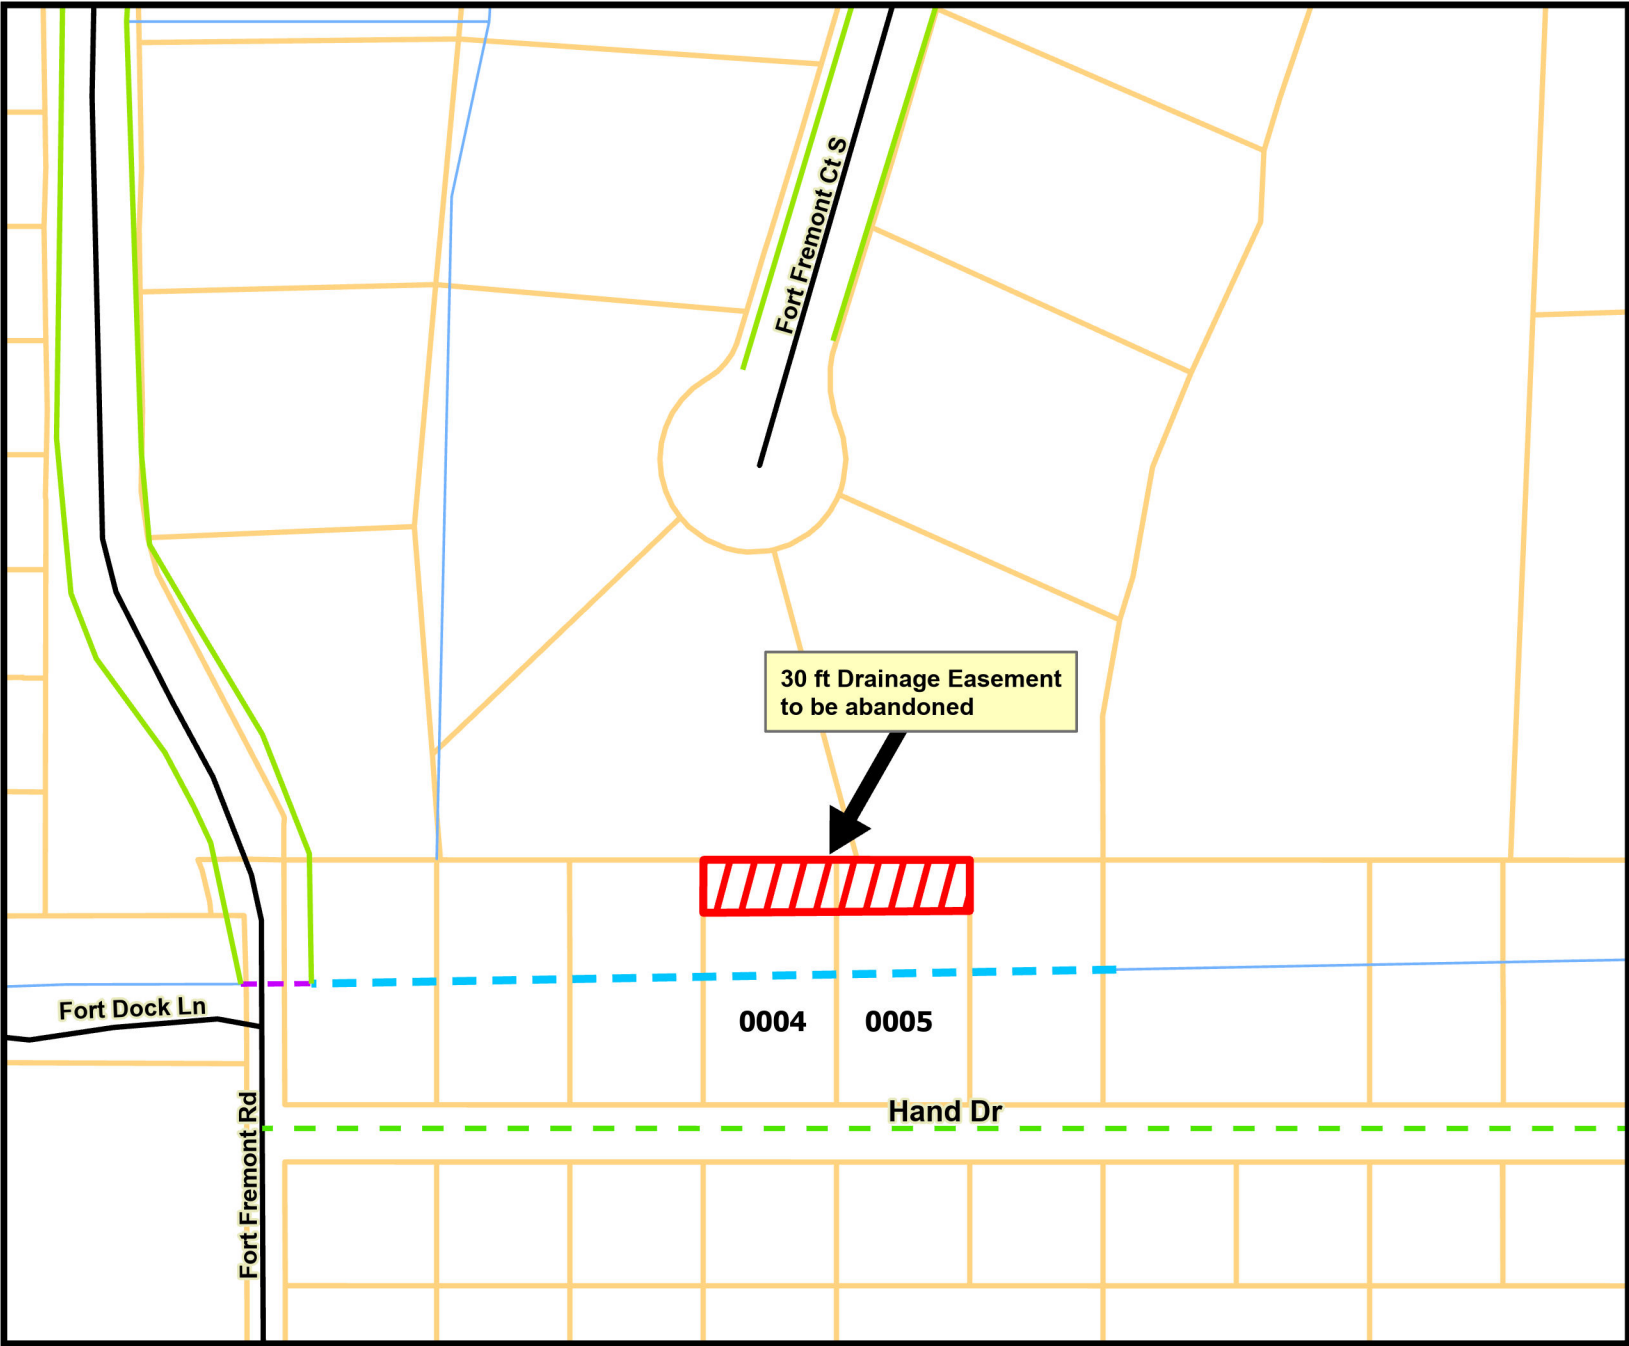 Fort Fremont Ct S
30 ft Drainage Easement
to be abandoned
Fort Dock Ln
0004
0005
Hand Dr
Fort Fremont Rd